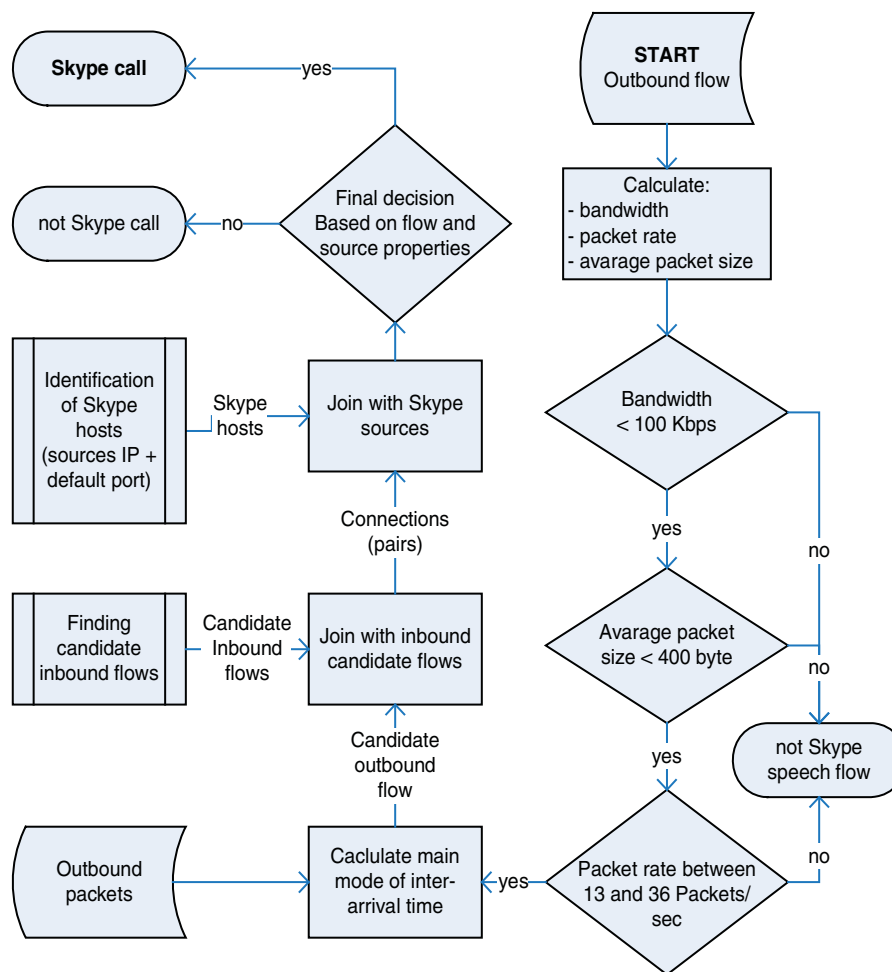 START
Outbound flow
Calculate:
- bandwidth
- packet rate
- avarage packet size
Bandwidth
< 100 Kbps
yes
no
Avarage packet
size < 400 byte
no
yes
not Skype
speech flow
Packet rate between
13 and 36 Packets/
sec
no
yes
Outbound
packets
Caclulate main
mode of inter-
arrival time
Candidate
outbound
flow
Finding
candidate
inbound flows
Candidate
Inbound
flows
Join with inbound
candidate flows
Connections
(pairs)
Identification
of Skype
hosts
(sources IP +
default port)
Skype
hosts
Join with Skype
sources
Final decision
Based on flow and
source properties
no
not Skype call
yes
Skype call